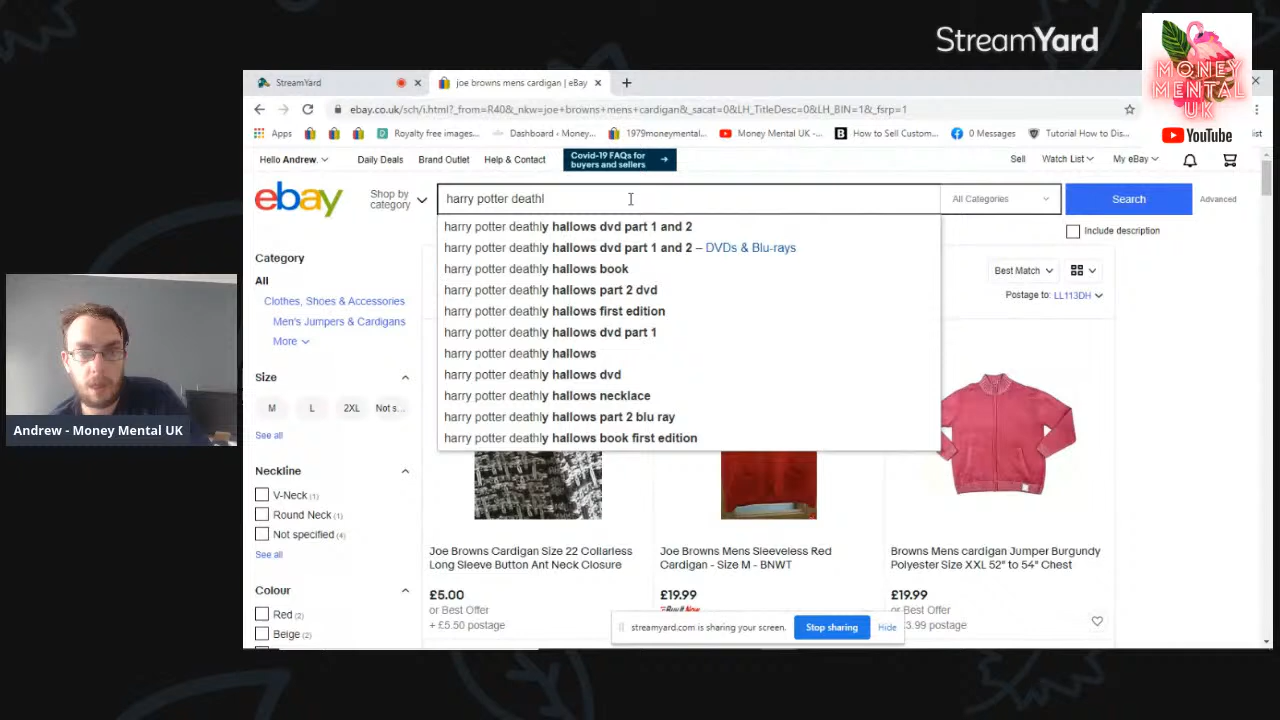 StreamYard
MONEY
MENTAL
UK
YouTube
StreamYard
joe browns mens cardigan | eBay
ebay.co.uk/sch/i.html?_from=R40&_nkw=joe+browns+mens+cardigan&_sacat=0&LH_TitleDesc=0&LH_BIN=1&_fsrp=1
Apps
Royalty free images...
Dashboard ‹ Money...
1979moneymental...
Money Mental UK -...
How to Sell Custom...
0 Messages
Tutorial How to Dis...
Hello Andrew.
Daily Deals
Brand Outlet
Help & Contact
Covid-19 FAQs for
buyers and sellers
Sell
Watch List
My eBay
ebay
Shop by
category
harry potter deathl
All Categories
Search
Advanced
Include description
harry potter deathly hallows dvd part 1 and 2
harry potter deathly hallows dvd part 1 and 2 – DVDs & Blu-rays
harry potter deathly hallows book
harry potter deathly hallows part 2 dvd
harry potter deathly hallows first edition
harry potter deathly hallows dvd part 1
harry potter deathly hallows
harry potter deathly hallows dvd
harry potter deathly hallows necklace
harry potter deathly hallows part 2 blu ray
harry potter deathly hallows book first edition
Category
All
Clothes, Shoes & Accessories
Men's Jumpers & Cardigans
More
Size
M L 2XL Not s...
See all
Neckline
V-Neck (1)
Round Neck (1)
Not specified (4)
See all
Colour
Red (2)
Beige (2)
Best Match
Postage to: LL113DH
Joe Browns Cardigan Size 22 Collarless
Long Sleeve Button Ant Neck Closure
£5.00
or Best Offer
+ £5.50 postage
Joe Browns Mens Sleeveless Red
Cardigan - Size M - BNWT
£19.99
Buy It Now
Browns Mens cardigan Jumper Burgundy
Polyester Size XXL 52" to 54" Chest
£19.99
or Best Offer
£3.99 postage
streamyard.com is sharing your screen.
Stop sharing
Hide
Andrew - Money Mental UK